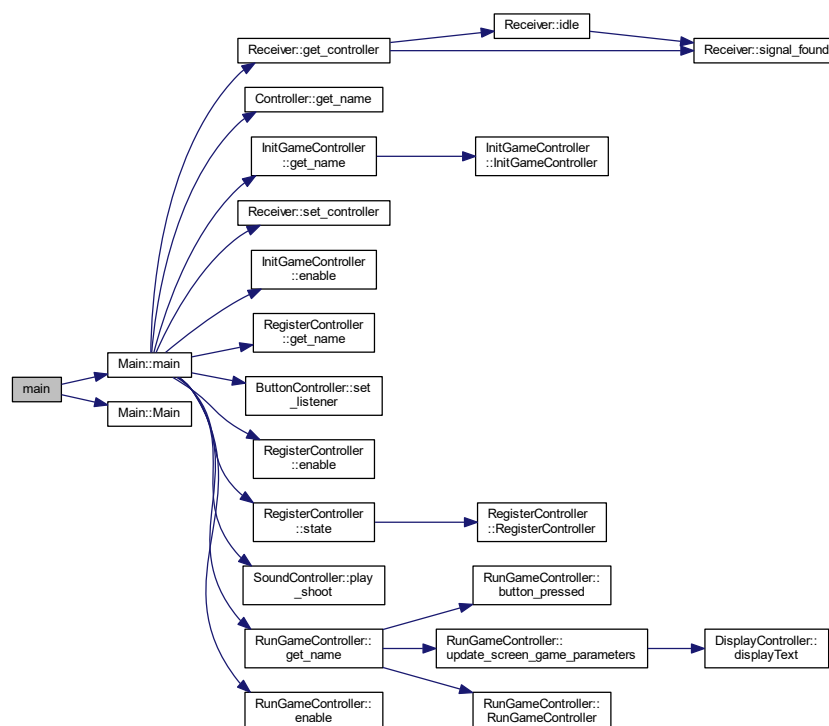 Receiver::idle
Receiver::get_controller
Receiver::signal_found
Controller::get_name
InitGameController
::get_name
InitGameController
::InitGameController
Receiver::set_controller
InitGameController
::enable
RegisterController
::get_name
Main::main
main
ButtonController::set
_listener
Main::Main
RegisterController
::enable
RegisterController
::state
RegisterController
::RegisterController
SoundController::play
_shoot
RunGameController::
button_pressed
RunGameController::
get_name
RunGameController::
update_screen_game_parameters
DisplayController::
displayText
RunGameController::
enable
RunGameController::
RunGameController